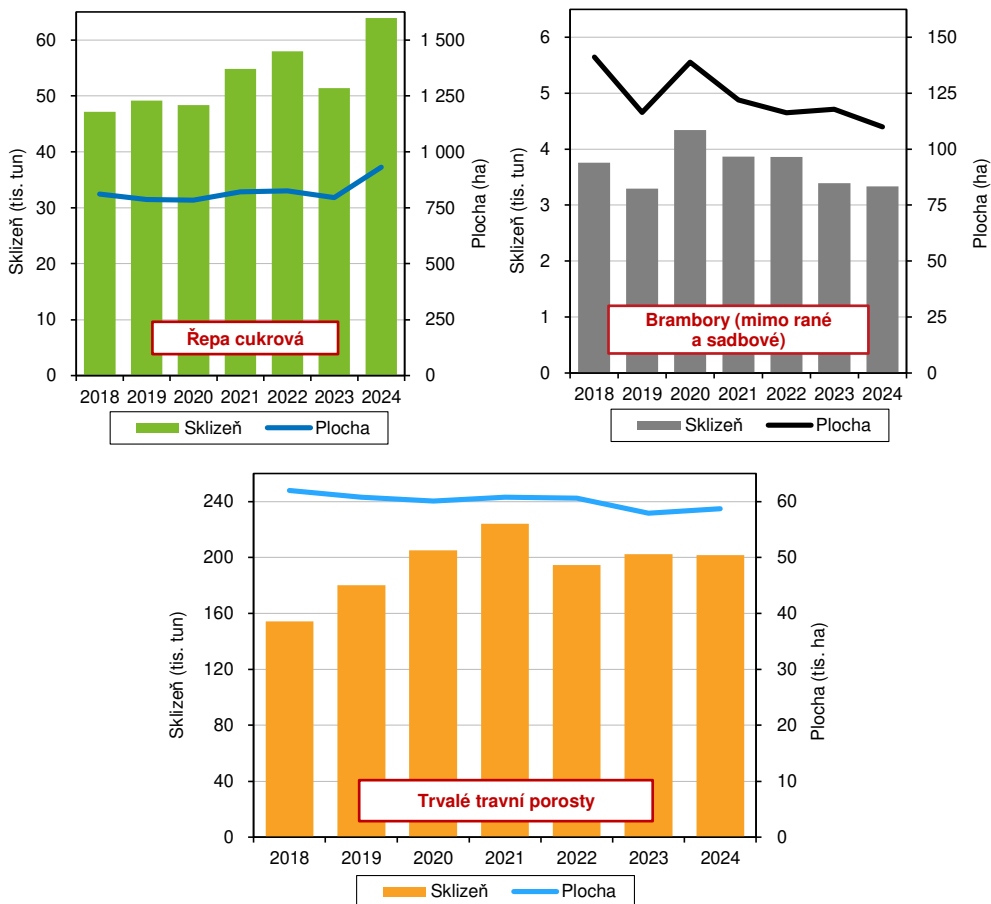 Sklizeň (tis. tun)
60
50
40
30
20
10
0
1 500
1 250
1 000
750
500
250
0
Plocha (ha)
Řepa cukrová
2018 2019 2020 2021 2022 2023 2024
Sklizeň Plocha
Sklizeň (tis. tun)
6
5
4
3
2
1
0
150
125
100
75
50
25
0
Plocha (ha)
Brambory (mimo rané
a sadbové)
2018 2019 2020 2021 2022 2023 2024
Sklizeň Plocha
Sklizeň (tis. tun)
240
200
160
120
80
40
0
60
50
40
30
20
10
0
Plocha (tis. ha)
Trvalé travní porosty
2018 2019 2020 2021 2022 2023 2024
Sklizeň Plocha